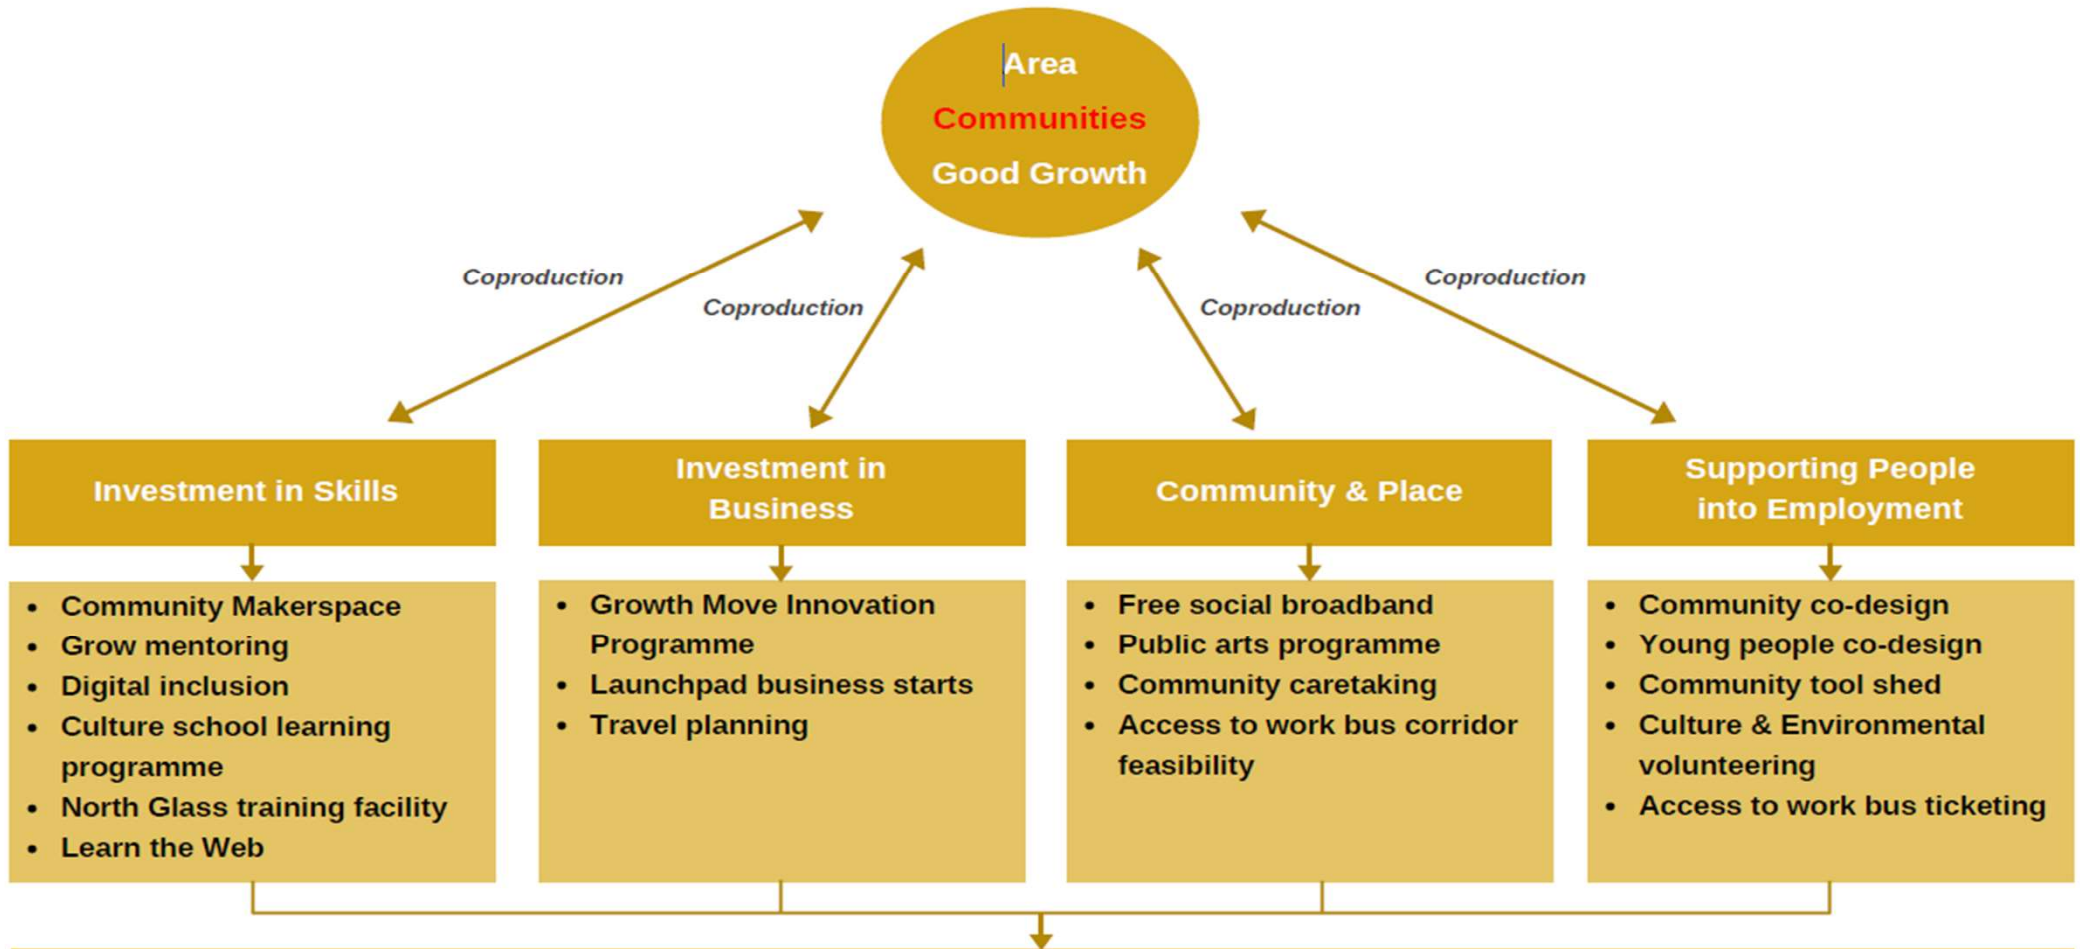 Area
Communities
Good Growth
Coproduction
Coproduction
Coproduction
Coproduction
Investment in Skills
Investment in
Business
Community & Place
Supporting People
into Employment
• Community Makerspace
• Grow mentoring
• Digital inclusion
• Culture school learning
programme
• North Glass training facility
• Learn the Web
• Growth Move Innovation
Programme
• Launchpad business starts
• Travel planning
• Free social broadband
• Public arts programme
• Community caretaking
• Access to work bus corridor
feasibility
• Community co-design
• Young people co-design
• Community tool shed
• Culture & Environmental
volunteering
• Access to work bus ticketing